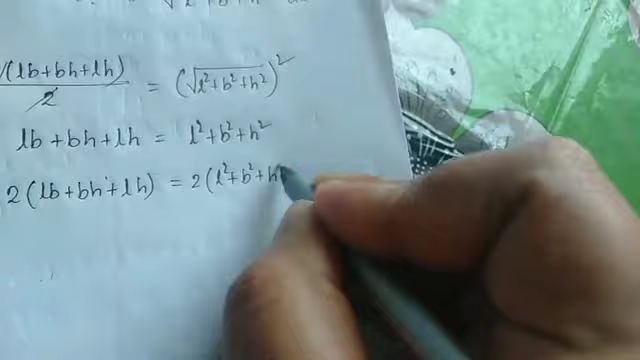 (lb+bh+lh)/2 = (√l²+b²+h²)²
lb+bh+lh = l²+b²+h²
2(lb+bh+lh) = 2(l²+b²+h